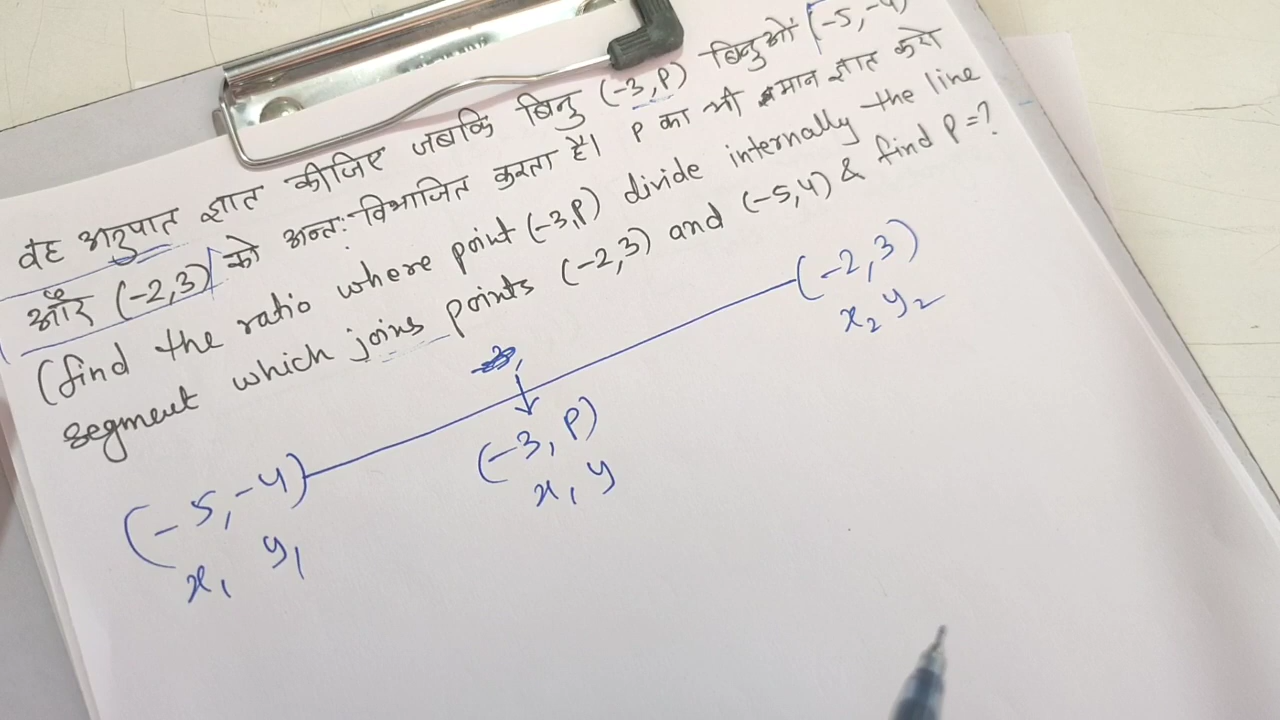 वह अनुपात ज्ञात कीजिए जबकि बिन्दु (-3,P) बिन्दुओं (-5,-4)
और (-2,3) को अन्तः विभाजित करता है। P का भी मान ज्ञात करो
(find the ratio where point (-3,P) divide internally the line
segment which joins points (-2,3) and (-5,4) & find P=?
(-2,3)
x₂ y₂
(-3, P)
x, y
(-5,-4)
x₁ y₁